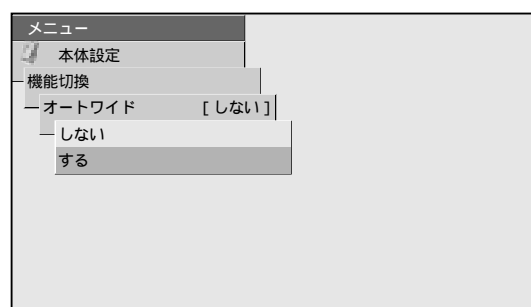 メニュー
本体設定
機能切換
オートワイド [しない]
しない
する